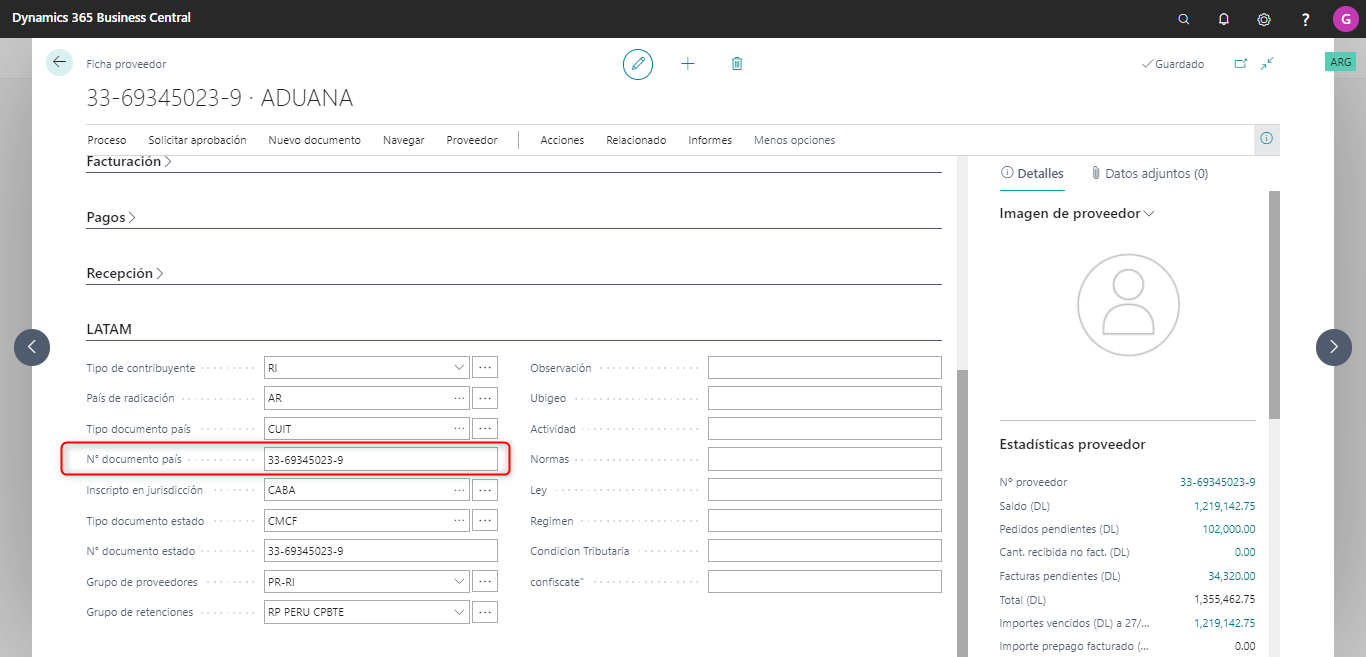 Dynamics 365 Business Central
?
G
Ficha proveedor
Guardado
ARG
33-69345023-9 · ADUANA
Proceso Solicitar aprobación Nuevo documento Navegar Proveedor Acciones Relacionado Informes Menos opciones
Facturación
Pagos
Recepción
LATAM
Tipo de contribuyente RI
País de radicación AR
Tipo documento país CUIT
N° documento país 33-69345023-9
Inscripto en jurisdicción CABA
Tipo documento estado CMCF
N° documento estado 33-69345023-9
Grupo de proveedores PR-RI
Grupo de retenciones RP PERU CPBTE
Observación
Ubigeo
Actividad
Normas
Ley
Regimen
Condicion Tributaria
confiscate"
Detalles Datos adjuntos (0)
Imagen de proveedor
Estadísticas proveedor
Nº proveedor 33-69345023-9
Saldo (DL) 1,219,142.75
Pedidos pendientes (DL) 102,000.00
Cant. recibida no fact. (DL) 0.00
Facturas pendientes (DL) 34,320.00
Total (DL) 1,355,462.75
Importes vencidos (DL) a 27/... 1,219,142.75
Importe prepago facturado (... 0.00